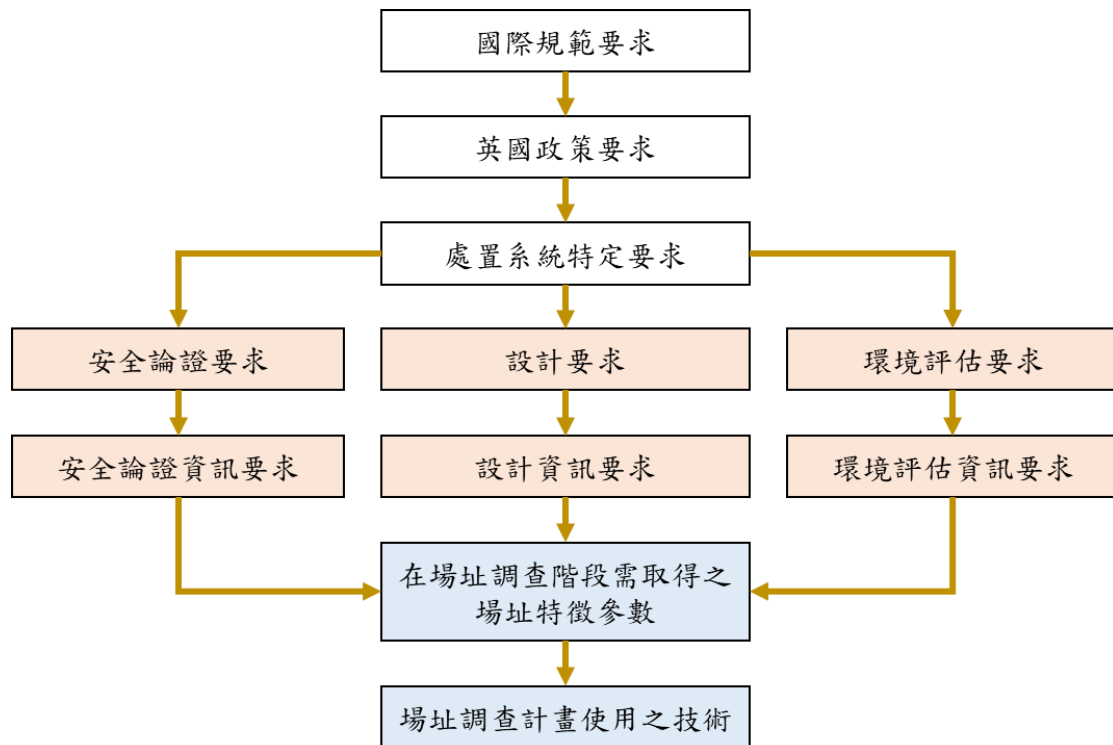 國際規範要求
英國政策要求
處置系統特定要求
安全論證要求
設計要求
環境評估要求
安全論證資訊要求
設計資訊要求
環境評估資訊要求
在場址調查階段需取得之
場址特徵參數
場址調查計畫使用之技術